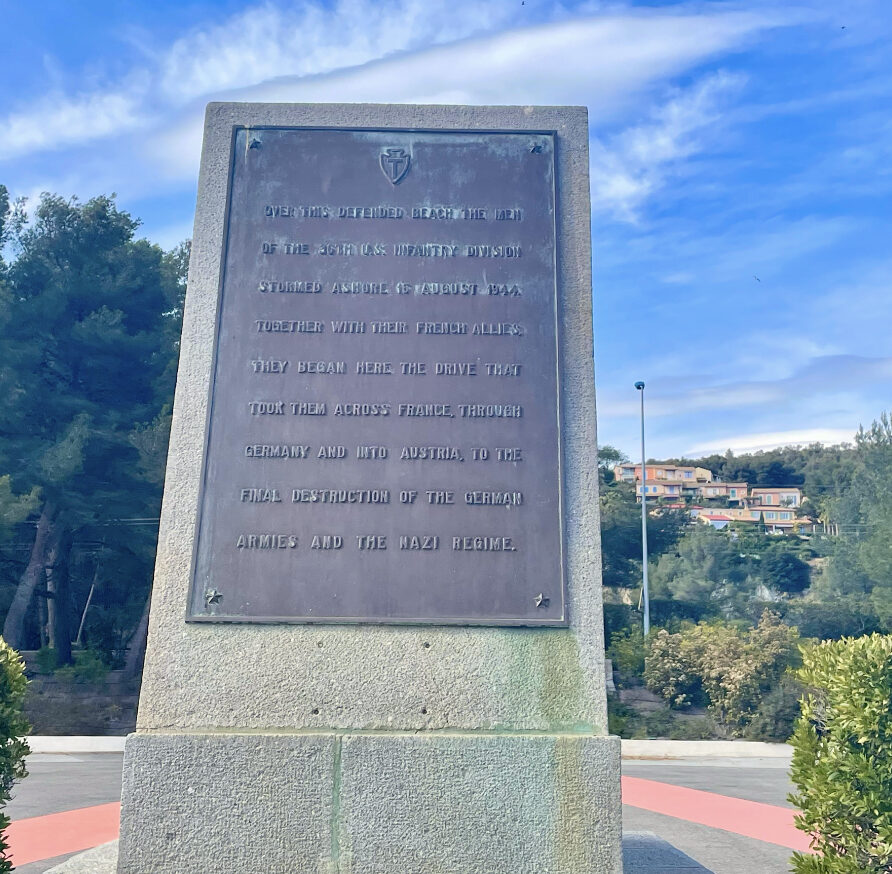 T
OVER THIS DEFENDED BEACH THE MEN
OF THE 36TH U.S. INFANTRY DIVISION
STORMED ASHORE 15 AUGUST 1944.
TOGETHER WITH THEIR FRENCH ALLIES,
THEY BEGAN HERE THE DRIVE THAT
TOOK THEM ACROSS FRANCE, THROUGH
GERMANY AND INTO AUSTRIA, TO THE
FINAL DESTRUCTION OF THE GERMAN
ARMIES AND THE NAZI REGIME.